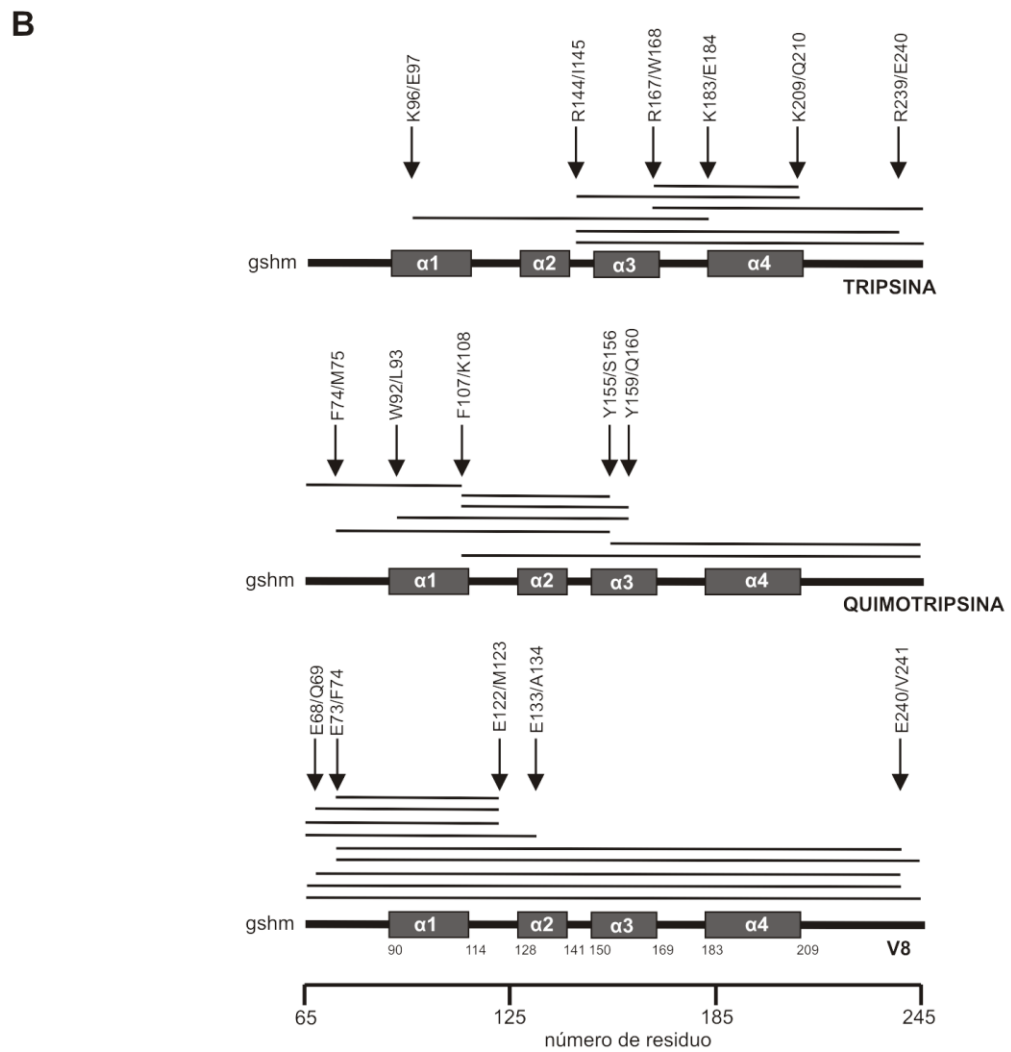 B
K96/E97
R144/I145
R167/W168
K183/E184
K209/Q210
R239/E240
gshm α1 α2 α3 α4
TRIPSINA
F74/M75
W92/L93
F107/K108
Y155/S156
Y159/Q160
gshm α1 α2 α3 α4
QUIMOTRIPSINA
E68/Q69
E73/F74
E122/M123
E133/A134
E240/V241
gshm α1 α2 α3 α4
90 114 128 141 150 169 183 209 V8
65 125 185 245
número de residuo